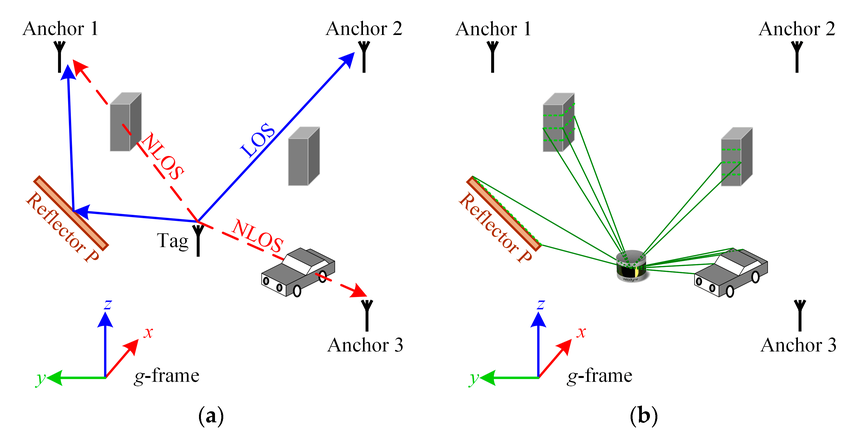 Anchor 1
Anchor 2
NLOS
LOS
Reflector P
Tag
NLOS
Anchor 3
z
x
y
g-frame
(a)
Anchor 1
Anchor 2
Reflector P
Anchor 3
z
x
y
g-frame
(b)